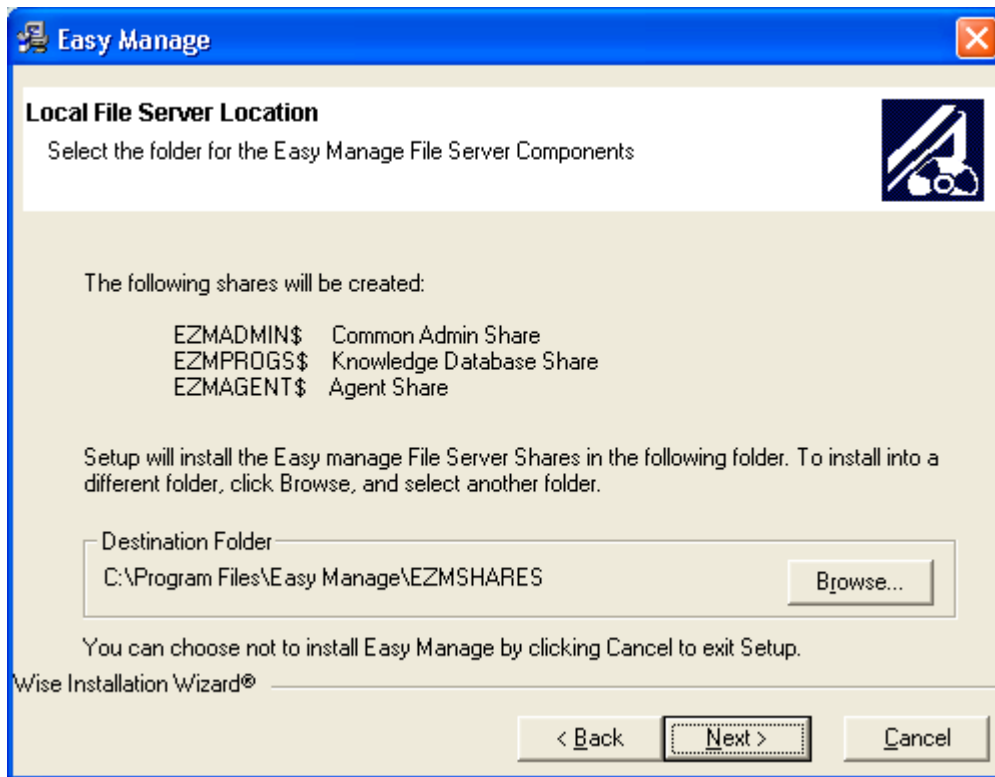 Easy Manage
Local File Server Location
Select the folder for the Easy Manage File Server Components
The following shares will be created:
EZMADMIN$ Common Admin Share
EZMPROGS$ Knowledge Database Share
EZMAGENT$ Agent Share
Setup will install the Easy manage File Server Shares in the following folder. To install into a
different folder, click Browse, and select another folder.
Destination Folder
C:\Program Files\Easy Manage\EZMSHARES
Browse...
You can choose not to install Easy Manage by clicking Cancel to exit Setup.
Wise Installation Wizard®
< Back Next > Cancel